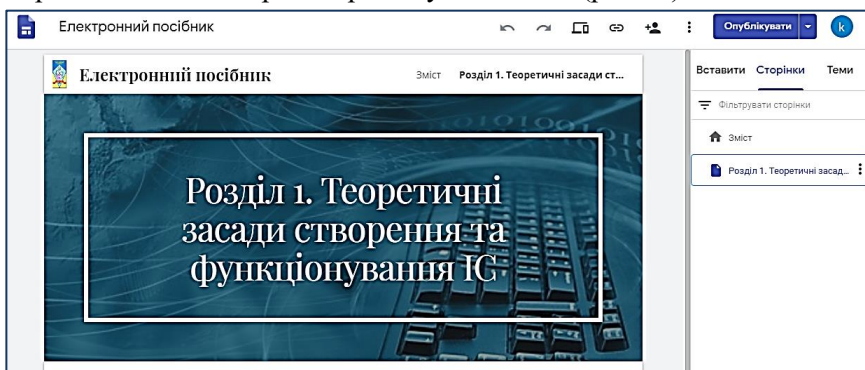 Електронний посібник
Опублікувати
k
Електронний посібник
Зміст Розділ 1. Теоретичні засади ст...
Вставити Сторінки Теми
Фільтрувати сторінки
Зміст
Розділ 1. Теоретичні засад...
Розділ 1. Теоретичні
засади створення та
функціонування ІС